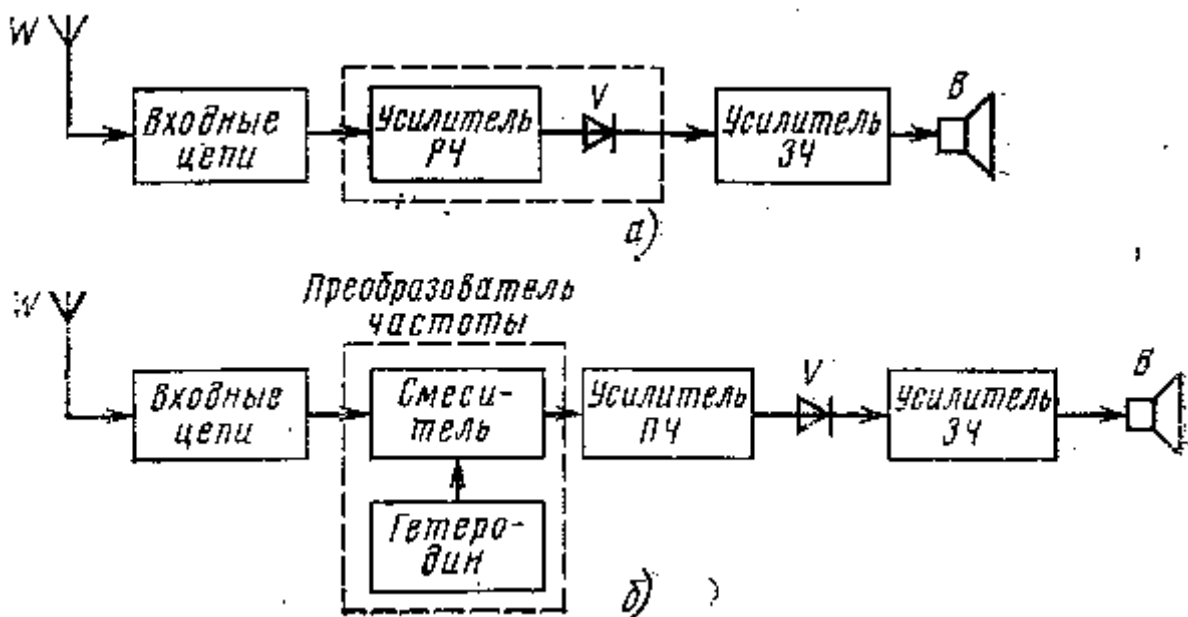 W
Входные
цепи
Усилитель
РЧ
V
Усилитель
ЗЧ
В
а)
Преобразователь
частоты
W
Входные
цепи
Смеси-
тель
Гетеро-
дин
Усилитель
ПЧ
V
Усилитель
ЗЧ
В
б)